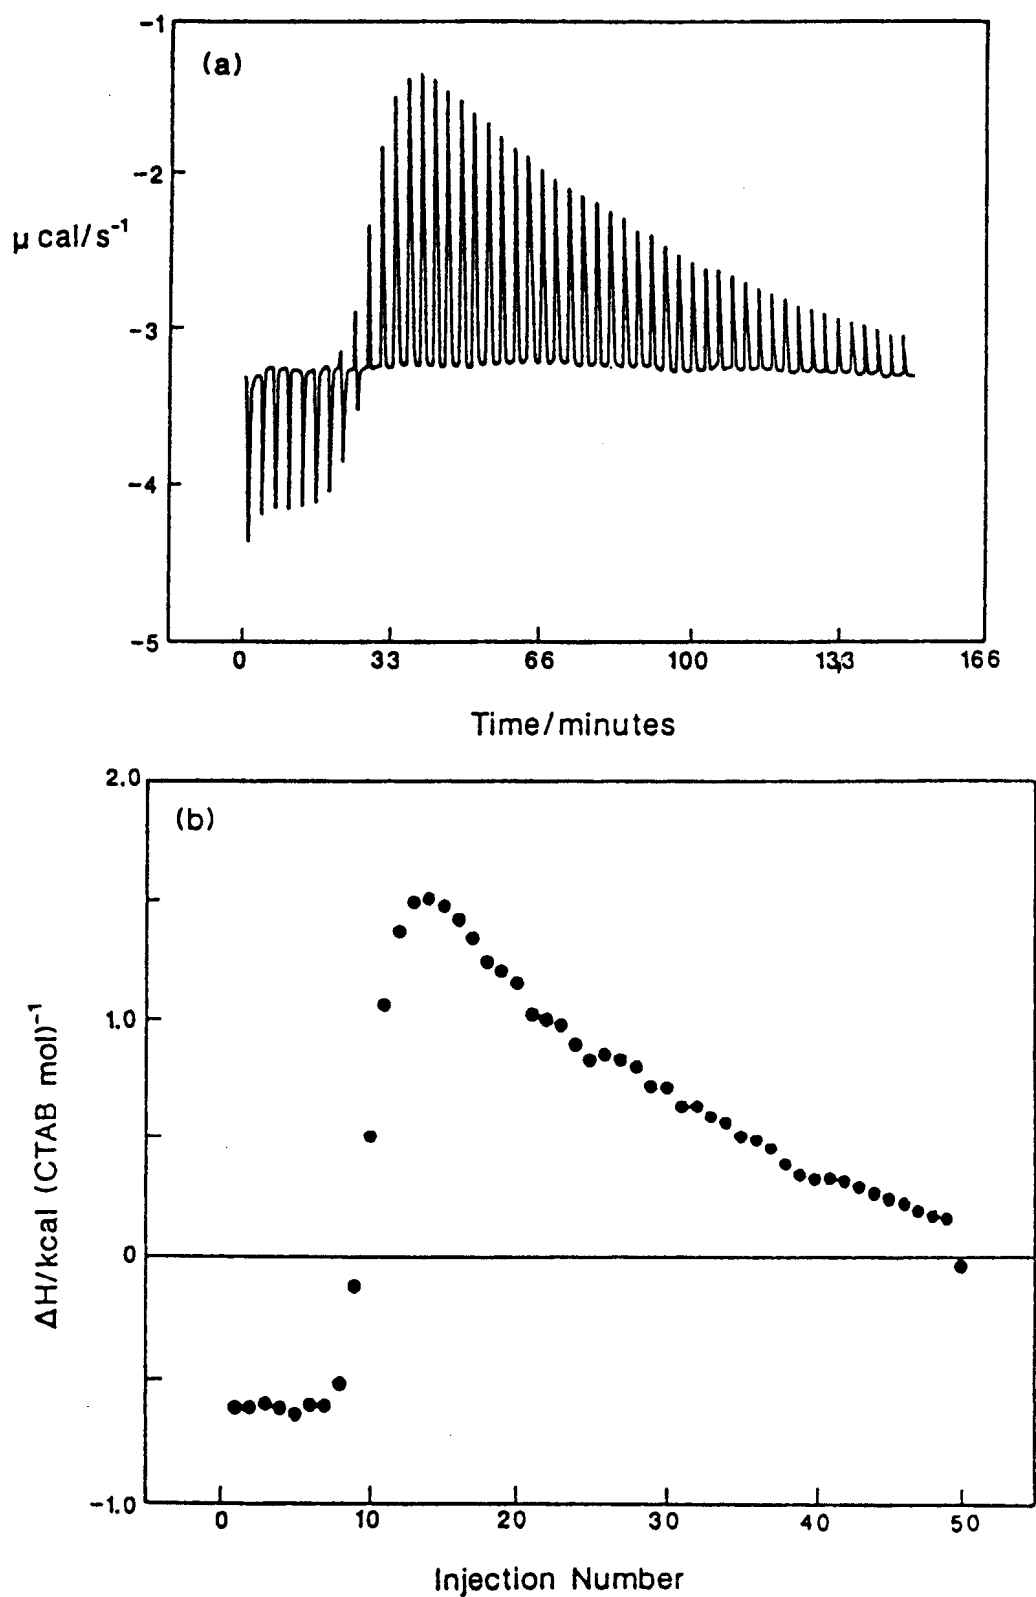 -1
(a)
-2
μ cal/s⁻¹
-3
-4
-5
0 33 66 100 133 166
Time/minutes
2.0
(b)
1.0
ΔH/kcal (CTAB mol)⁻¹
0
-1.0
0 10 20 30 40 50
Injection Number